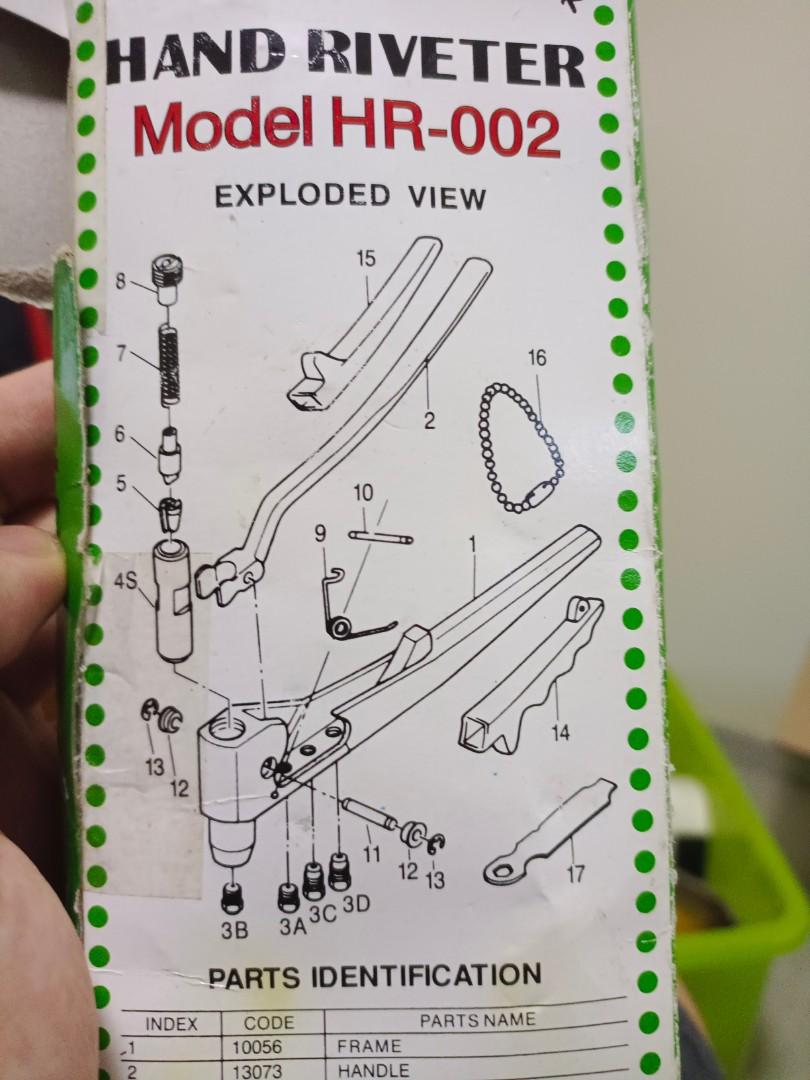 HAND RIVETER
Model HR-002
EXPLODED VIEW
15
8
7
16
2
6
5
10
9
1
4S
14
13
12
11
12
13
17
3B
3A
3C
3D
PARTS IDENTIFICATION
INDEX CODE PARTS NAME
1 10056 FRAME
2 13073 HANDLE